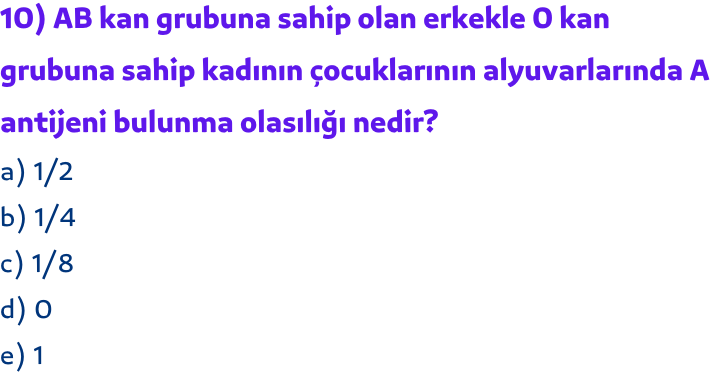 10) AB kan grubuna sahip olan erkekle 0 kan
grubuna sahip kadının çocuklarının alyuvarlarında A
antijeni bulunma olasılığı nedir?
a) 1/2
b) 1/4
c) 1/8
d) 0
e) 1